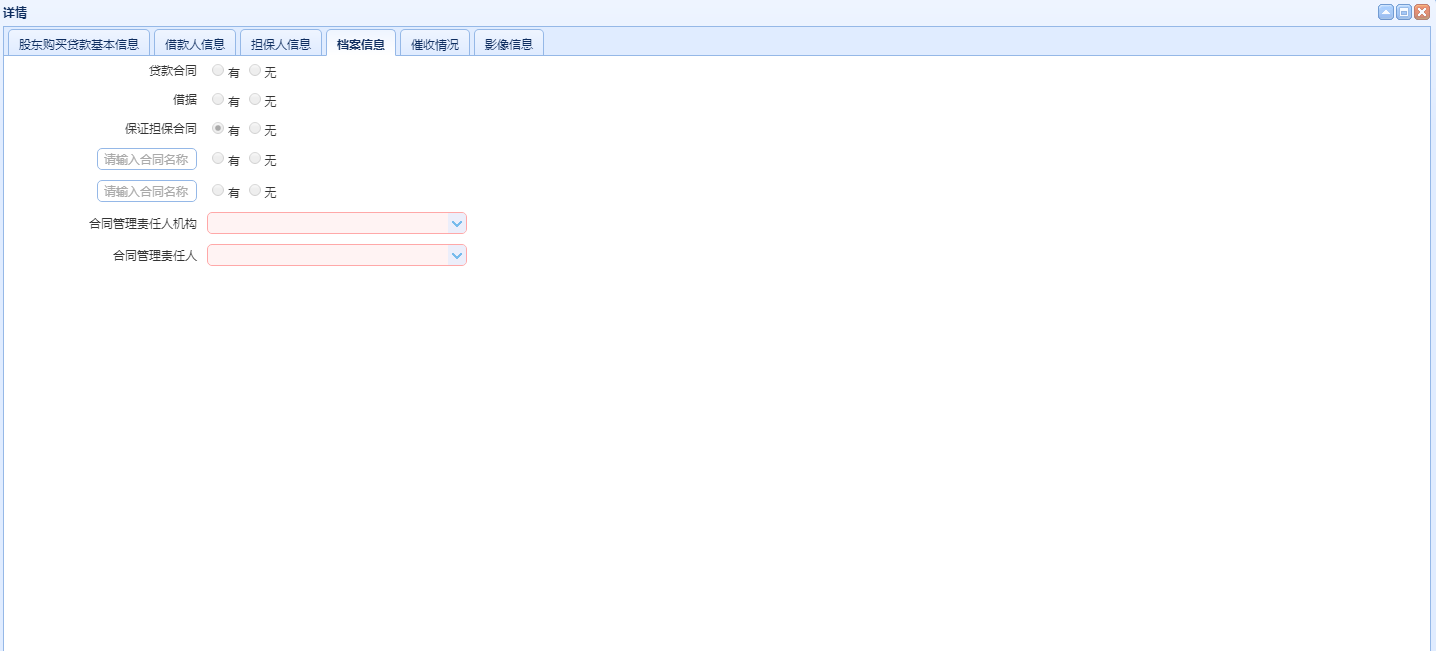 详情
股东购买贷款基本信息 借款人信息 担保人信息 档案信息 催收情况 影像信息
贷款合同 有 无
借据 有 无
保证担保合同 有 无
请输入合同名称 有 无
请输入合同名称 有 无
合同管理责任人机构
合同管理责任人